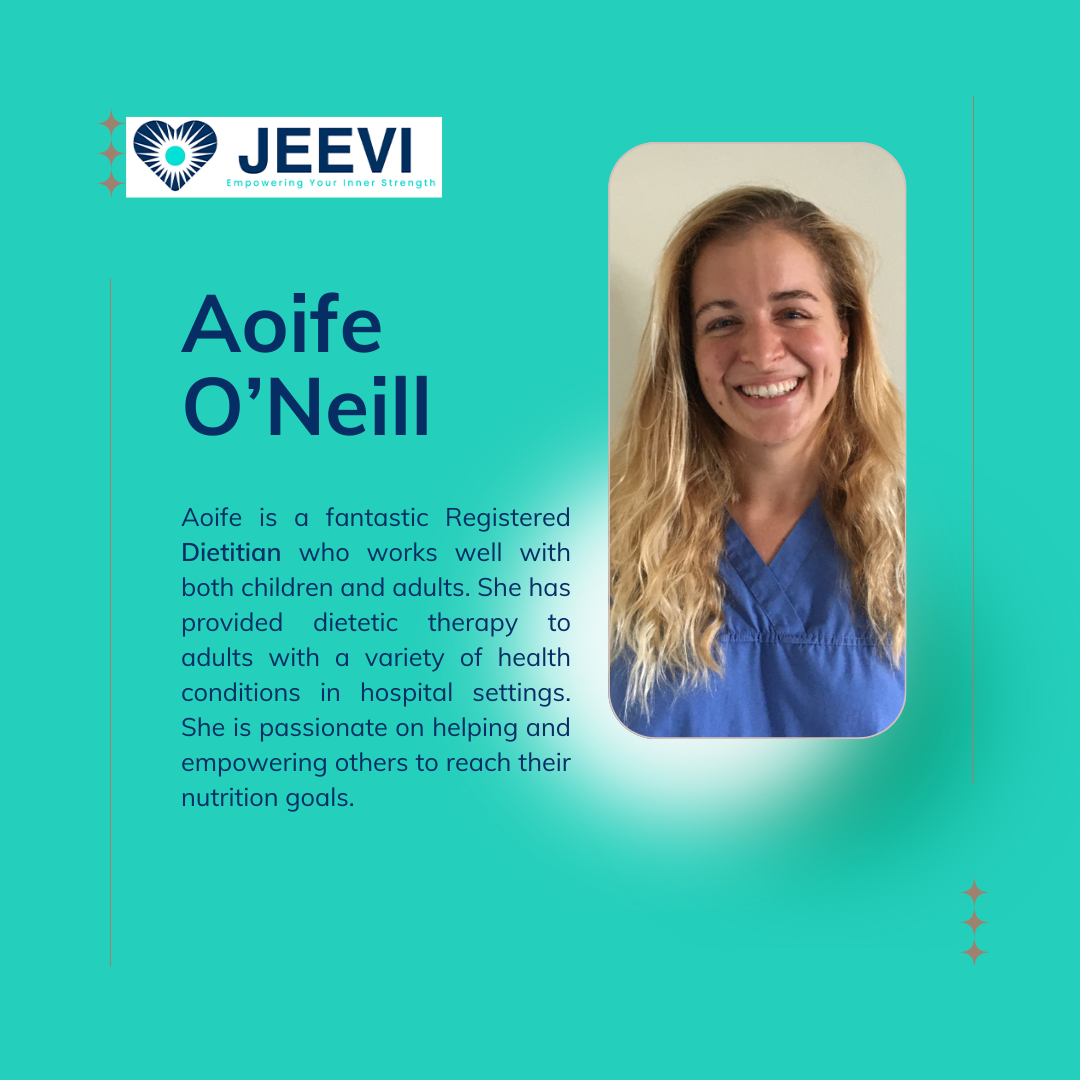 JEEVI
Empowering Your Inner Strength
Aoife
O’Neill
Aoife is a fantastic Registered
Dietitian who works well with
both children and adults. She has
provided dietetic therapy to
adults with a variety of health
conditions in hospital settings.
She is passionate on helping and
empowering others to reach their
nutrition goals.